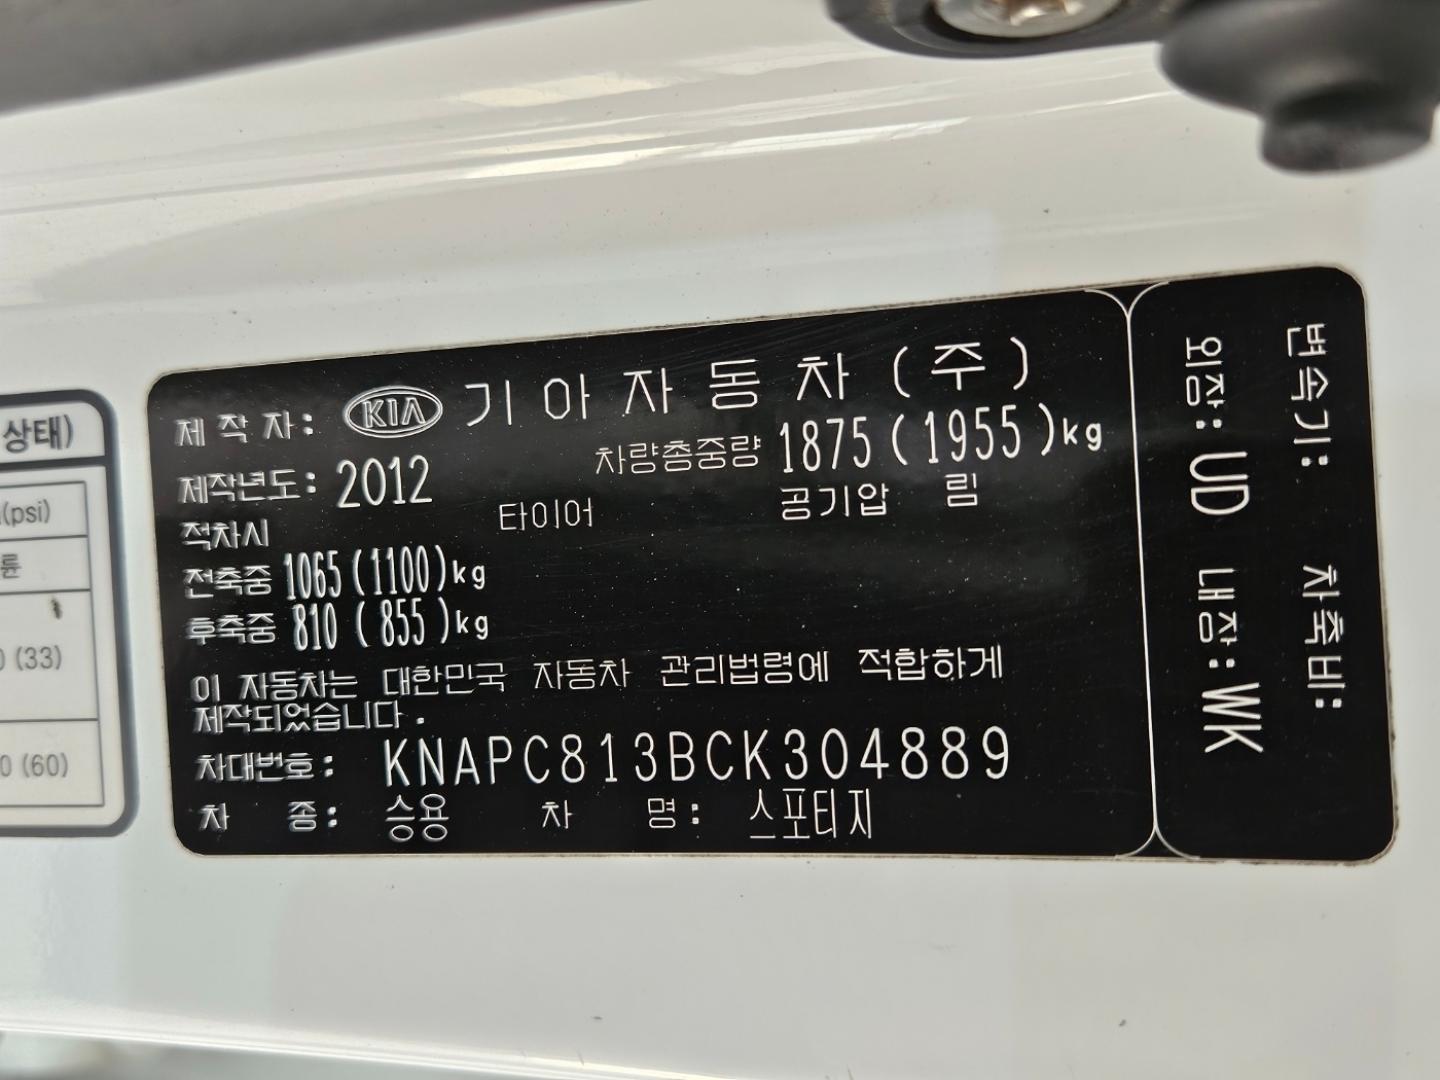 상태)
(psi)
륜
0 (33)
0 (60)
제 작 자: KIA 기 아 자 동 차 (주)
제작년도: 2012 차량총중량 1875 (1955)kg
적차시 타이어 공기압 림
전축중 1065 (1100)kg
후축중 810 (855)kg
이 자동차는 대한민국 자동차 관리법령에 적합하게
제작되었습니다.
차대번호: KNAPC813BCK304889
차 종: 승용 차 명: 스포티지
변속기: 차축비:
외장: UD 내장: WK